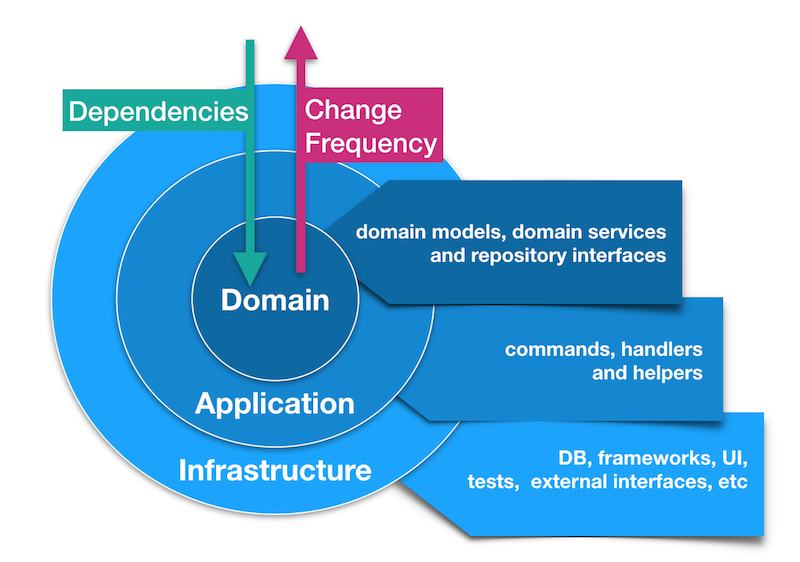 Dependencies
Change
Frequency
domain models, domain services
and repository interfaces
Domain
commands, handlers
and helpers
Application
DB, frameworks, UI,
tests, external interfaces, etc
Infrastructure